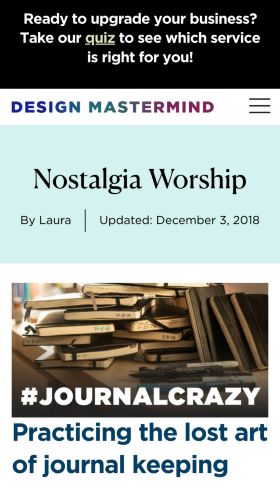 Ready to upgrade your business?
Take our quiz to see which service
is right for you!
DESIGN MASTERMIND
Nostalgia Worship
By Laura
Updated: December 3, 2018
#JOURNALCRAZY
Practicing the lost art
of journal keeping